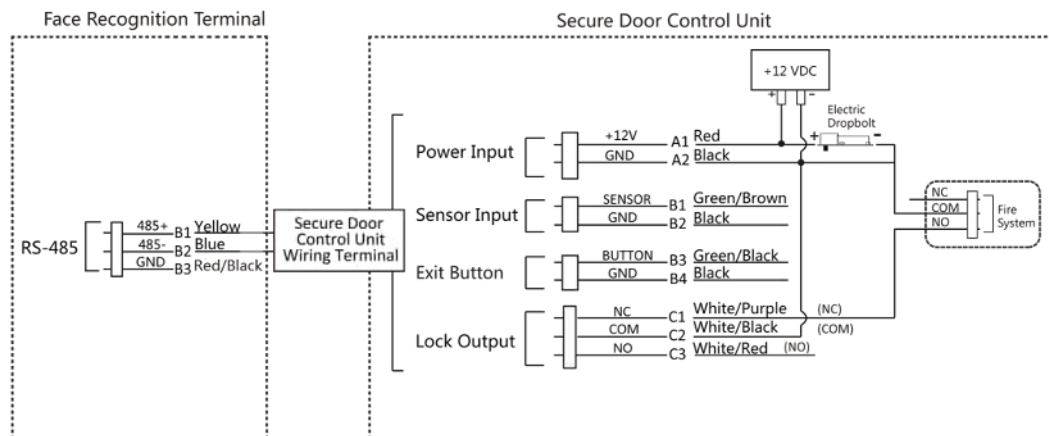 Face Recognition Terminal
Secure Door Control Unit
+12 VDC
+ -
Electric
Dropbolt
+ -
Power Input
+12V A1 Red
GND A2 Black
Sensor Input
SENSOR B1 Green/Brown
GND B2 Black
Exit Button
BUTTON B3 Green/Black
GND B4 Black
Lock Output
NC C1 White/Purple (NC)
COM C2 White/Black (COM)
NO C3 White/Red (NO)
RS-485
485+ B1 Yellow
485- B2 Blue
GND B3 Red/Black
Secure Door
Control Unit
Wiring Terminal
NC
COM
NO
Fire
System